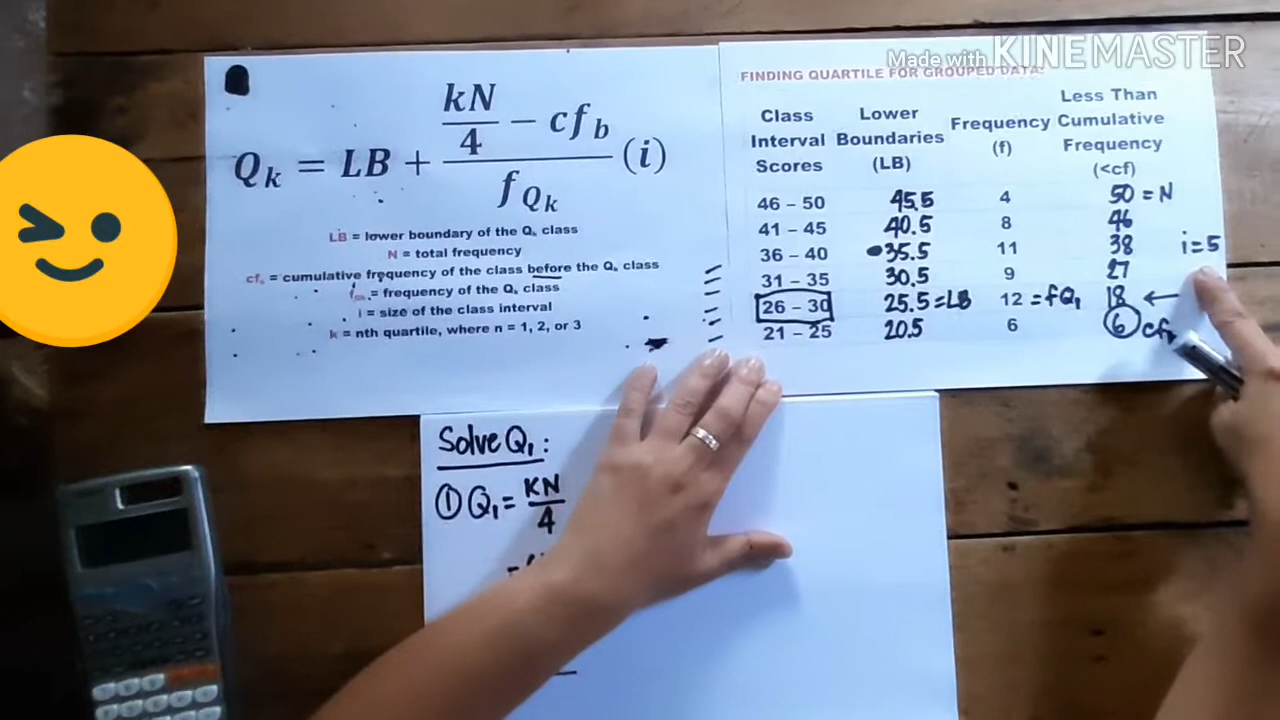 Made with KINEMASTER
Q_k = LB + (kN/4 − cf_b)/f_Qk (i)
LB = lower boundary of the Qₖ class
N = total frequency
= cumulative frequency of the class before the Qₖ class
= frequency of the Qₖ class
i = size of the class interval
k = nth quartile, where n = 1, 2, or 3
FINDING QUARTILE FOR GROUPED DATA:
Class Interval Scores
Lower Boundaries (LB)
Frequency (f)
Less Than Cumulative Frequency (<cf)
46 – 50 45.5 4 50 = N
41 – 45 40.5 8 46
36 – 40 35.5 11 38 i=5
31 – 35 30.5 9 27
26 – 30 25.5 = LB 12 = fQ₁ 18 ←
21 – 25 20.5 6 6
Solve Q₁:
① Q₁ = KN/4